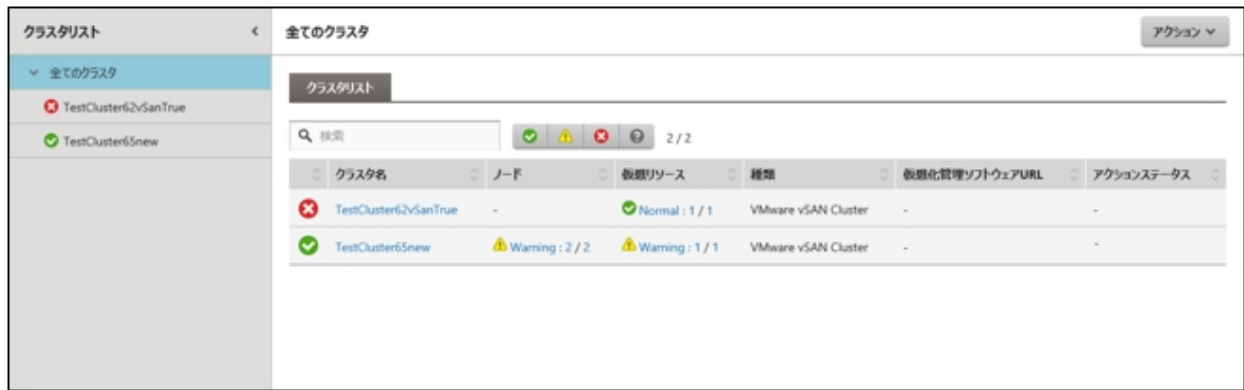 クラスタリスト
全てのクラスタ
アクション
全てのクラスタ
TestCluster62vSanTrue
TestCluster65new
クラスタリスト
検索
2 / 2
クラスタ名 ノード 仮想リソース 種類 仮想化管理ソフトウェアURL アクションステータス
TestCluster62vSanTrue - Normal : 1 / 1 VMware vSAN Cluster - -
TestCluster65new Warning : 2 / 2 Warning : 1 / 1 VMware vSAN Cluster - -